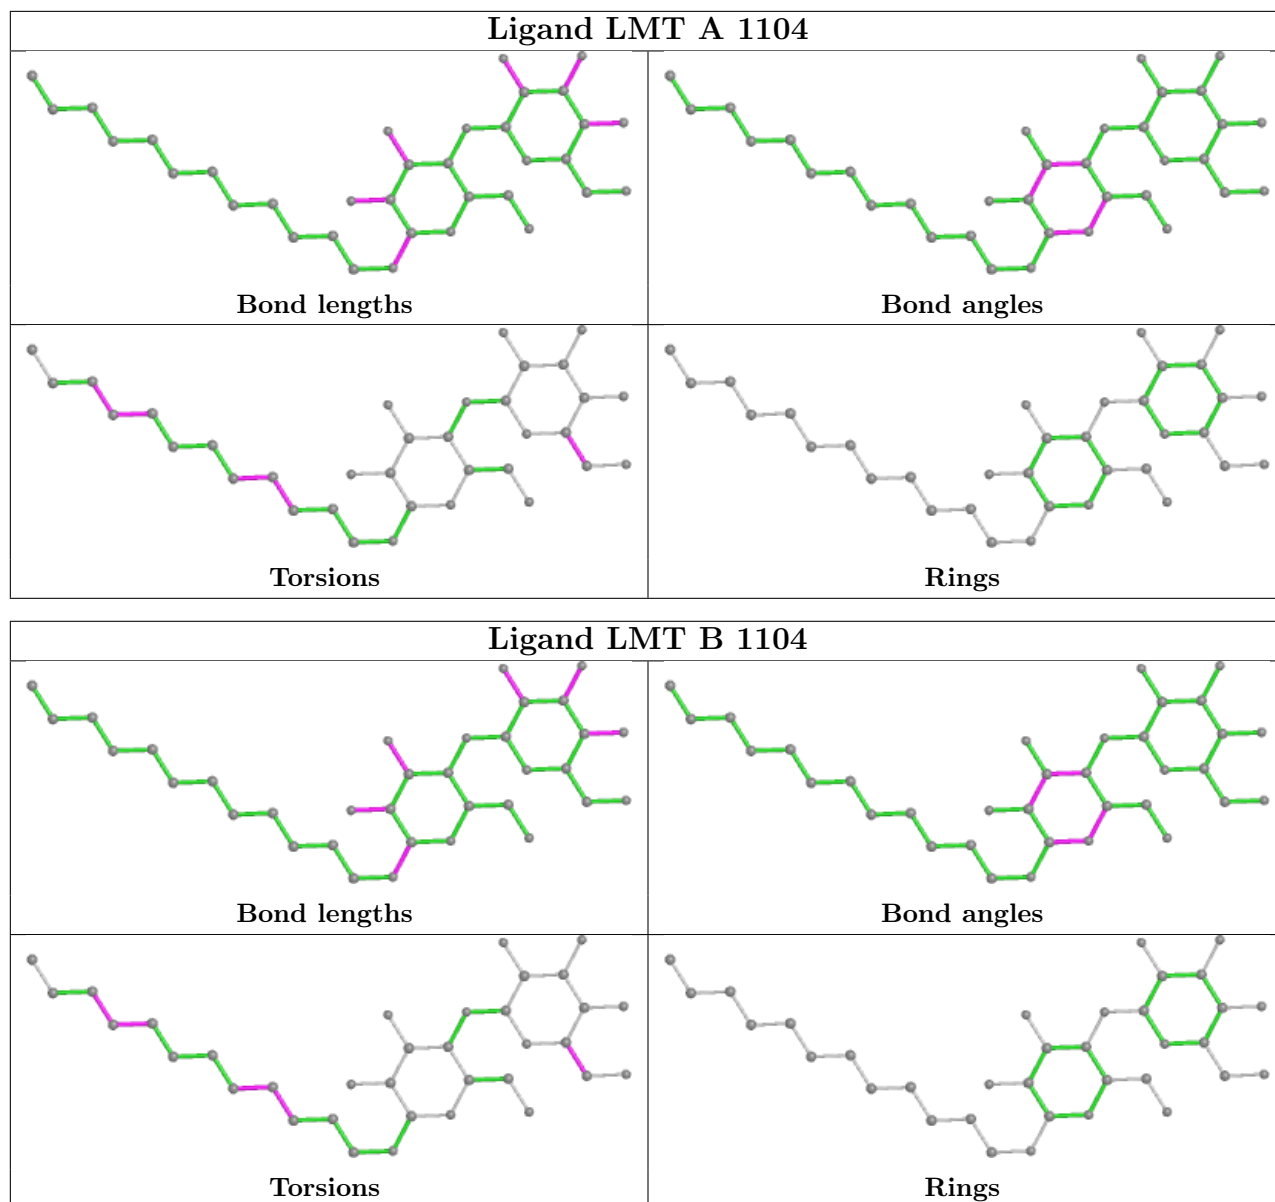 Ligand LMT A 1104
Bond lengths
Bond angles
Torsions
Rings
Ligand LMT B 1104
Bond lengths
Bond angles
Torsions
Rings